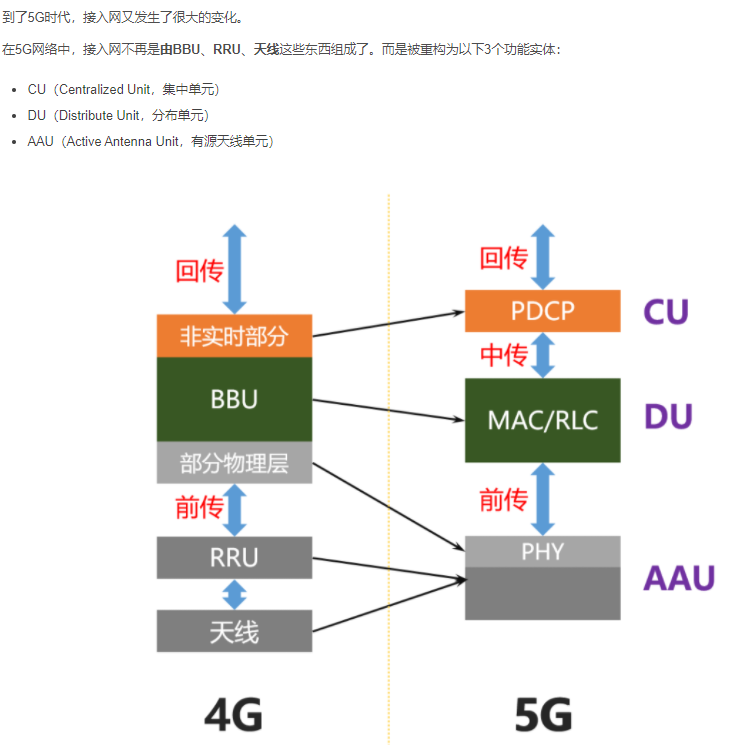 到了5G时代，接入网又发生了很大的变化。
在5G网络中，接入网不再是由BBU、RRU、天线这些东西组成了。而是被重构为以下3个功能实体：
• CU（Centralized Unit，集中单元）
• DU（Distribute Unit，分布单元）
• AAU（Active Antenna Unit，有源天线单元）
回传
非实时部分
BBU
部分物理层
前传
RRU
天线
4G
回传
PDCP
CU
中传
MAC/RLC
DU
前传
PHY
AAU
5G